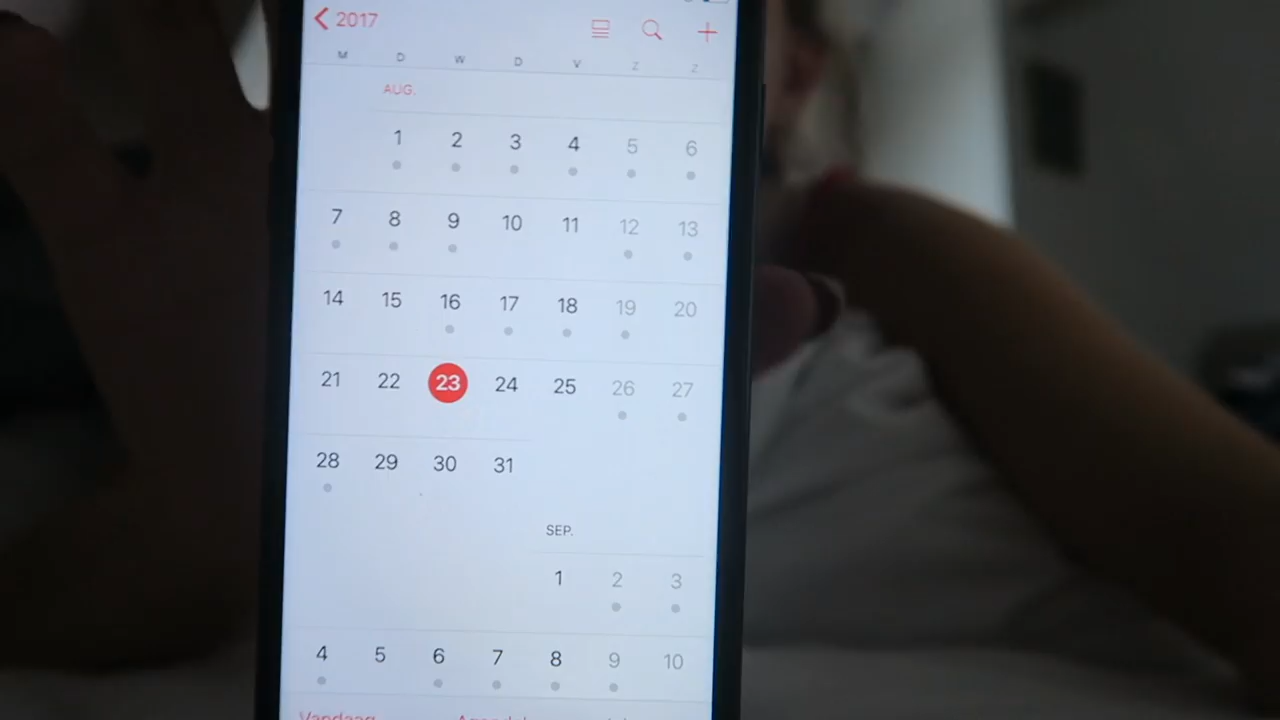 2017
M D W D V Z Z
AUG.
1 2 3 4 5 6
7 8 9 10 11 12 13
14 15 16 17 18 19 20
21 22 23 24 25 26 27
28 29 30 31
SEP.
1 2 3
4 5 6 7 8 9 10
Vandaag